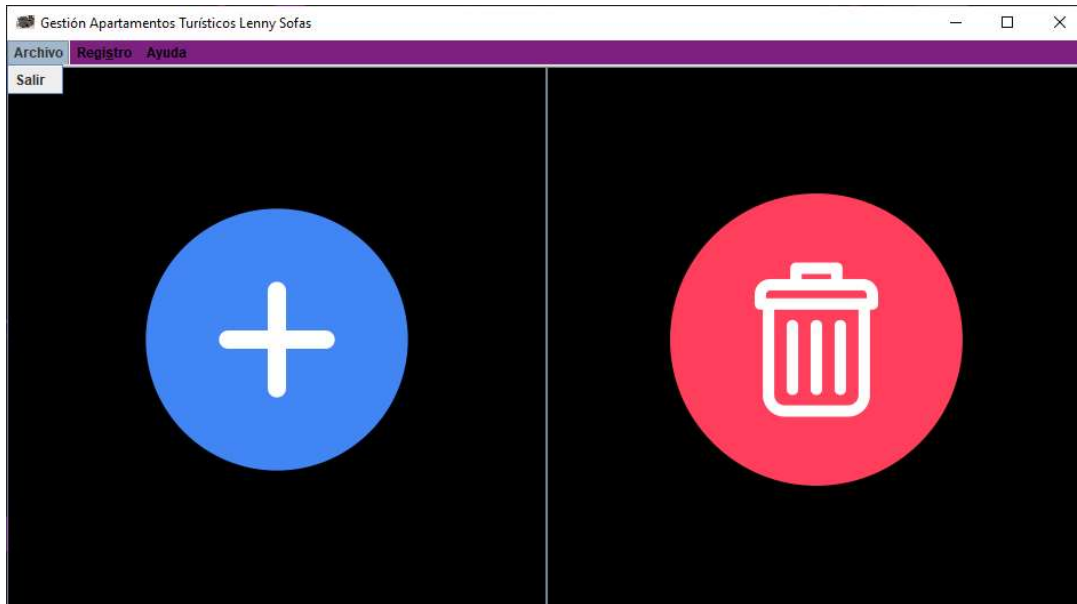 Gestión Apartamentos Turísticos Lenny Sofas
Archivo Registro Ayuda
Salir